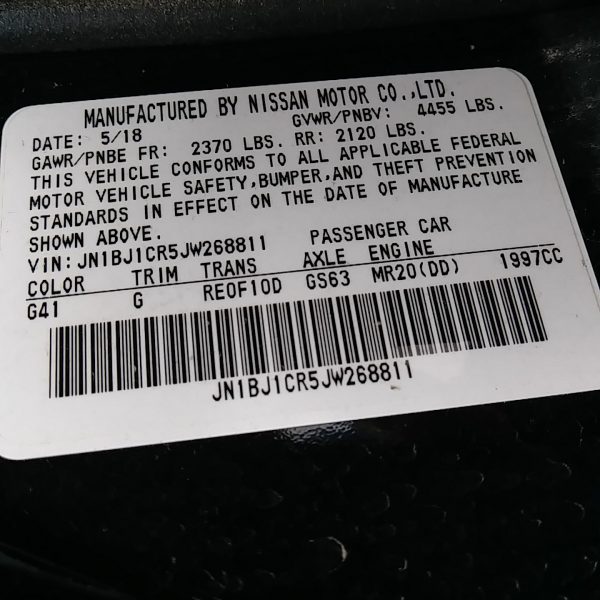 MANUFACTURED BY NISSAN MOTOR CO.,LTD.
DATE: 5/18 GVWR/PNBV: 4455 LBS.
GAWR/PNBE FR: 2370 LBS. RR: 2120 LBS.
THIS VEHICLE CONFORMS TO ALL APPLICABLE FEDERAL
MOTOR VEHICLE SAFETY,BUMPER,AND THEFT PREVENTION
STANDARDS IN EFFECT ON THE DATE OF MANUFACTURE
SHOWN ABOVE.
VIN:JN1BJ1CR5JW268811 PASSENGER CAR
COLOR TRIM TRANS AXLE ENGINE
G41 G RE0F10D GS63 MR20(DD) 1997CC
JN1BJ1CR5JW268811